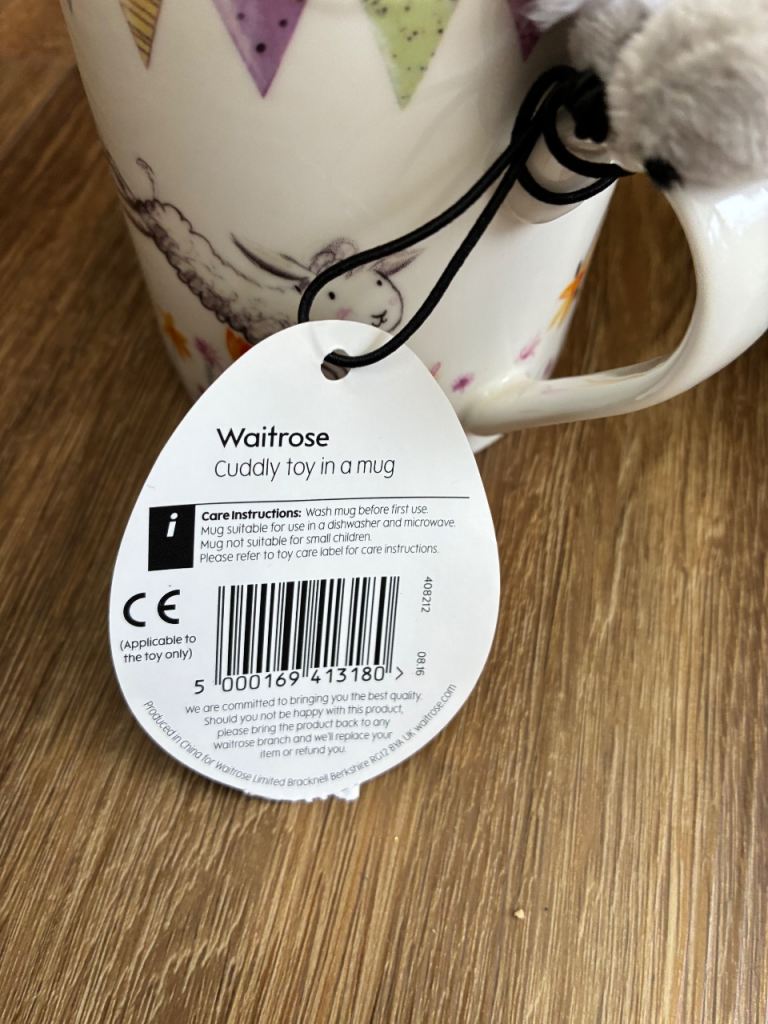 Waitrose
Cuddly toy in a mug
i
Care Instructions: Wash mug before first use.
Mug suitable for use in a dishwasher and microwave.
Mug not suitable for small children.
Please refer to toy care label for care instructions.
CE
(Applicable to
the toy only)
408212
08.16
5 000169 413180 >
We are committed to bringing you the best quality.
Should you not be happy with this product,
please bring the product back to any
Waitrose branch and we'll replace your
item or refund you.
Produced in China for Waitrose Limited Bracknell Berkshire RG12 8YA UK waitrose.com